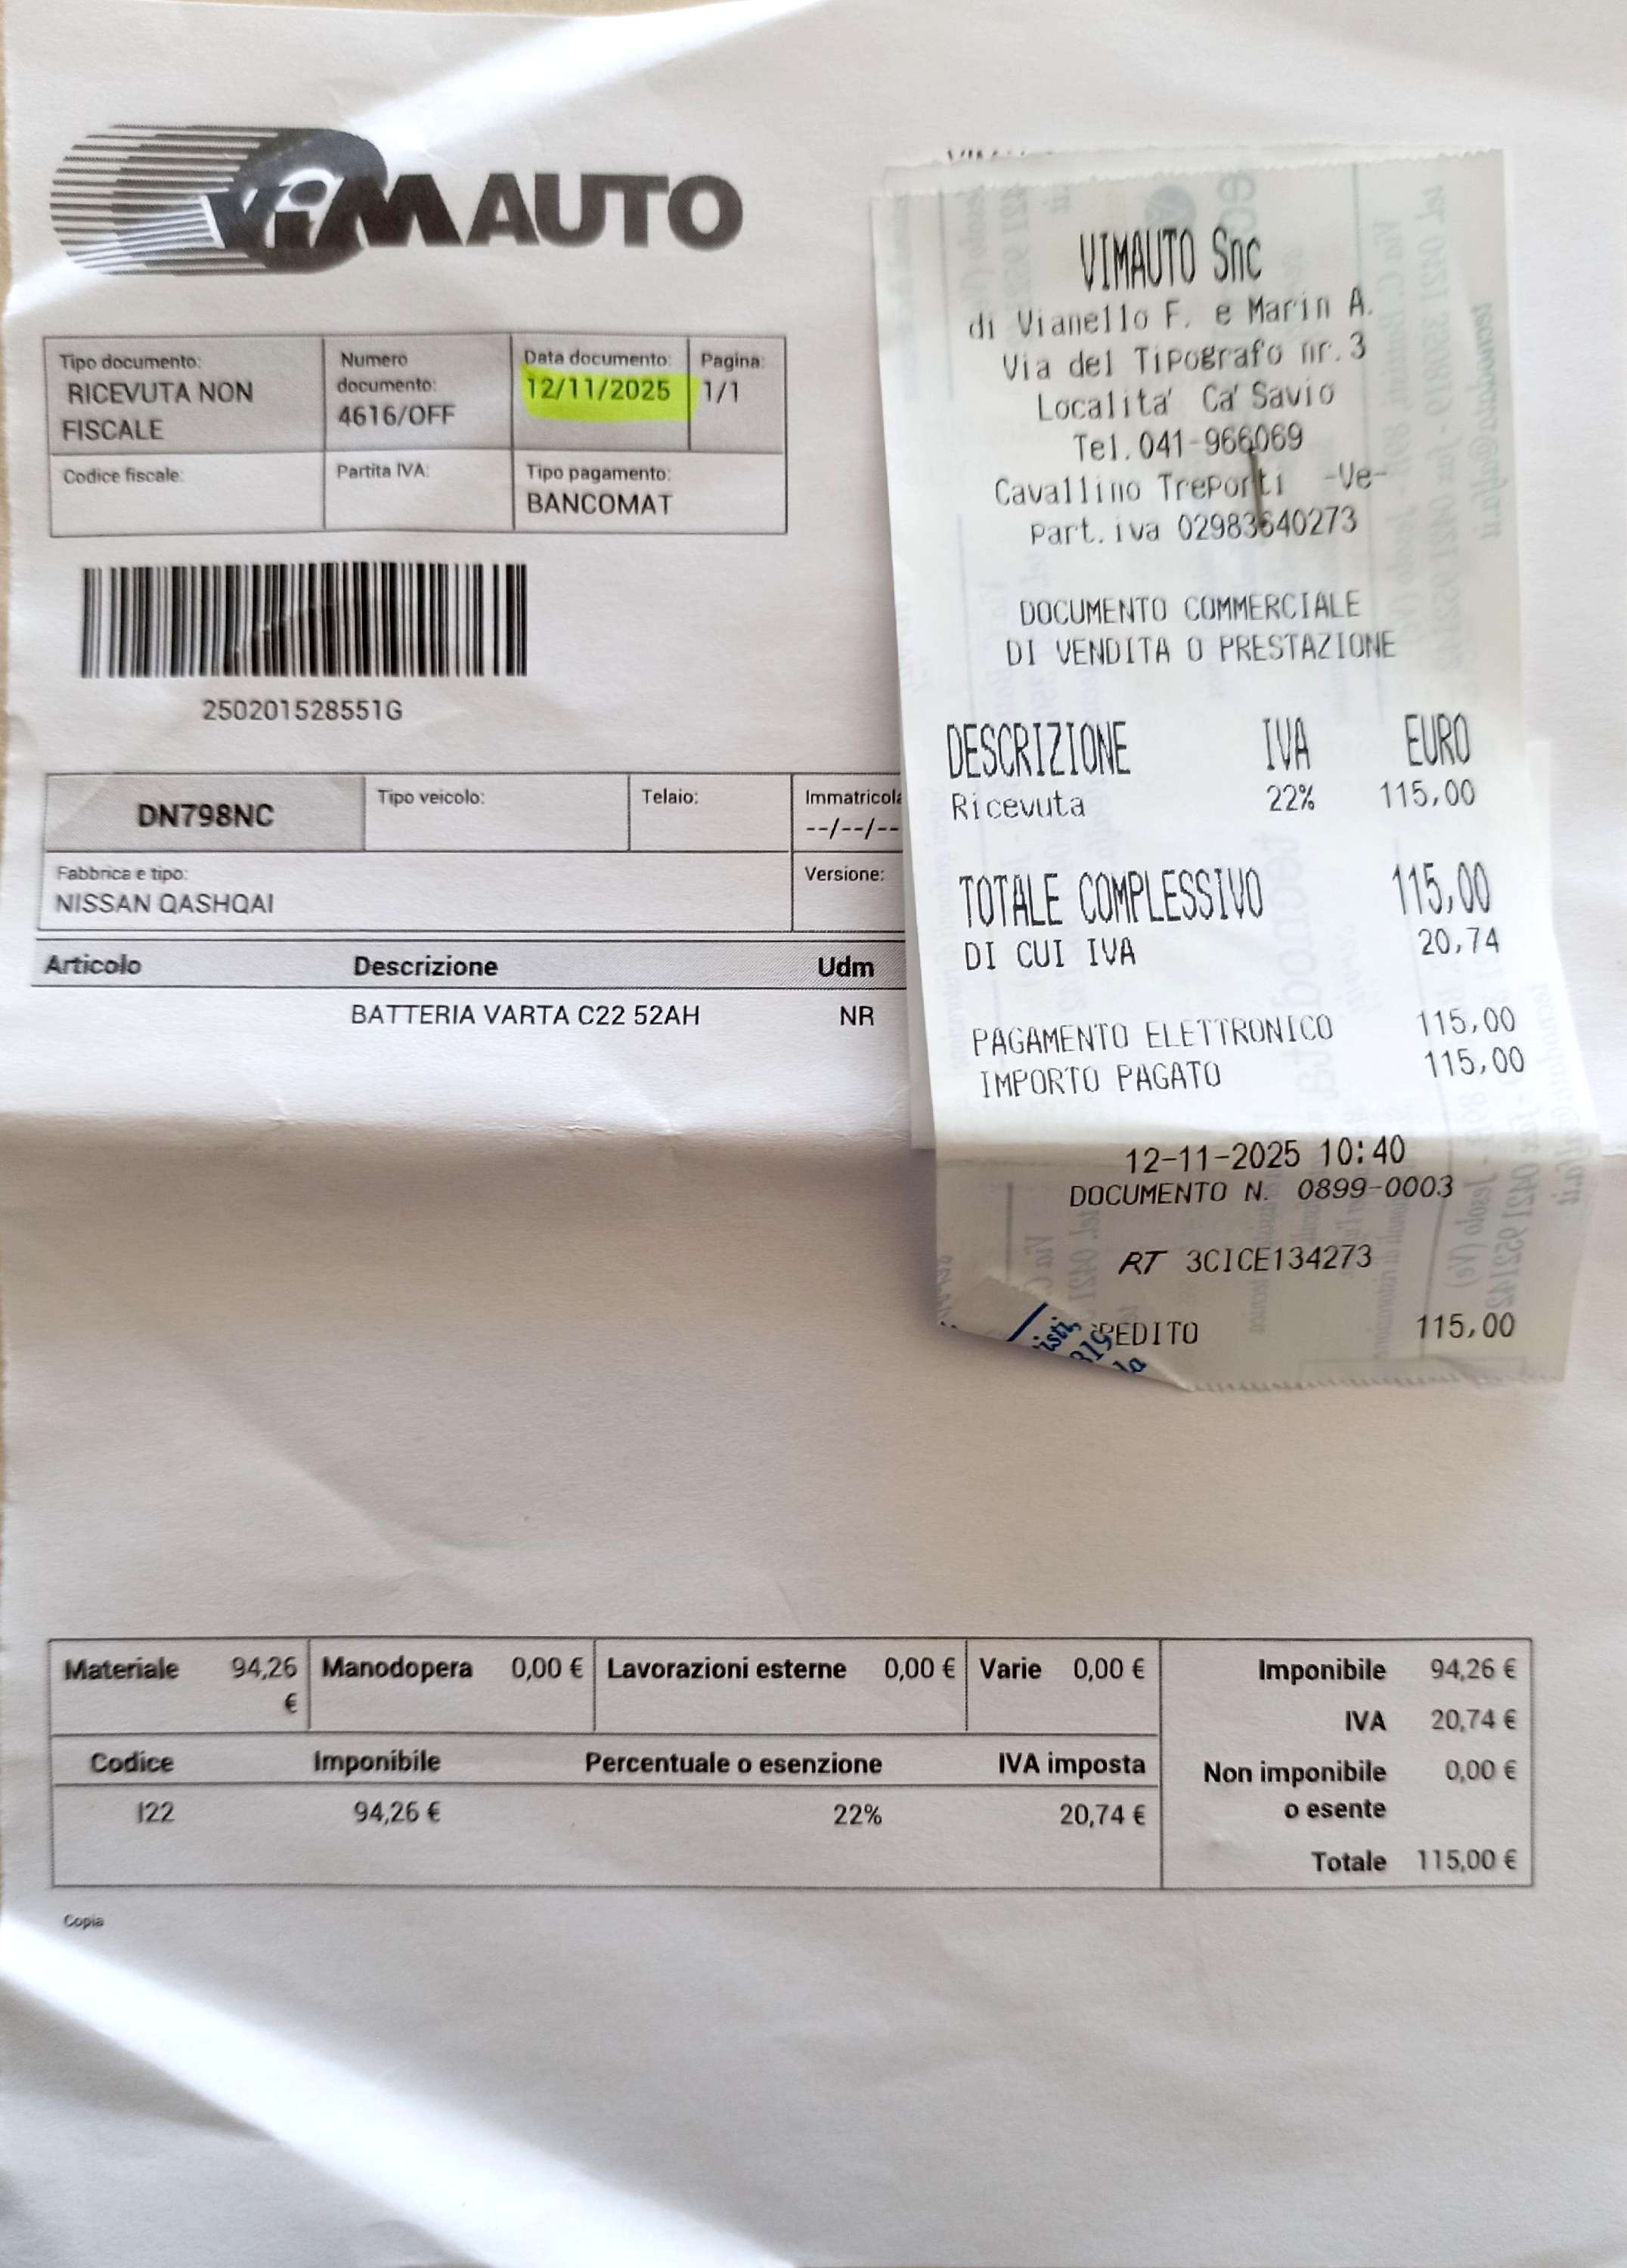 ViMAUTO
Tipo documento:
RICEVUTA NON
FISCALE
Numero
documento:
4616/OFF
Data documento:
12/11/2025
Pagina:
1/1
Codice fiscale:
Partita IVA:
Tipo pagamento:
BANCOMAT
250201528551G
DN798NC
Tipo veicolo:
Telaio:
Immatricola
--/--/--
Fabbrica e tipo:
NISSAN QASHQAI
Versione:
Articolo Descrizione Udm
BATTERIA VARTA C22 52AH NR
VIMAUTO Snc
di Vianello F. e Marin A.
Via del Tipografo nr.3
Localita' Ca' Savio
Tel.041-966069
Cavallino Treporti -Ve-
Part.iva 02983640273
DOCUMENTO COMMERCIALE
DI VENDITA O PRESTAZIONE
DESCRIZIONE IVA EURO
Ricevuta 22% 115,00
TOTALE COMPLESSIVO 115,00
DI CUI IVA 20,74
PAGAMENTO ELETTRONICO 115,00
IMPORTO PAGATO 115,00
12-11-2025 10:40
DOCUMENTO N. 0899-0003
RT 3CICE134273
REDITO 115,00
Materiale 94,26
€
Manodopera 0,00 €
Lavorazioni esterne 0,00 €
Varie 0,00 €
Codice Imponibile Percentuale o esenzione IVA imposta
I22 94,26 € 22% 20,74 €
Imponibile 94,26 €
IVA 20,74 €
Non imponibile 0,00 €
o esente
Totale 115,00 €
Copia